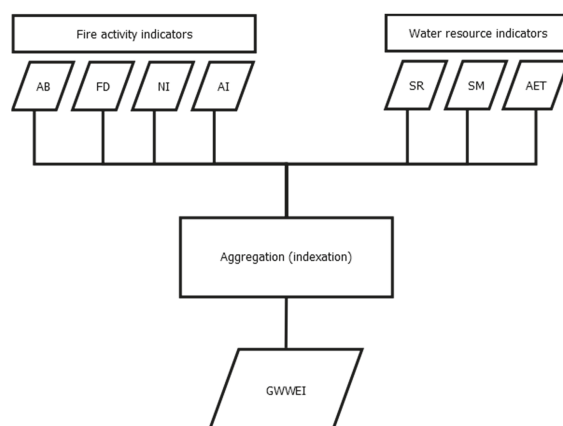 Fire activity indicators
Water resource indicators
AB FD NI AI SR SM AET
Aggregation (indexation)
GWWEI